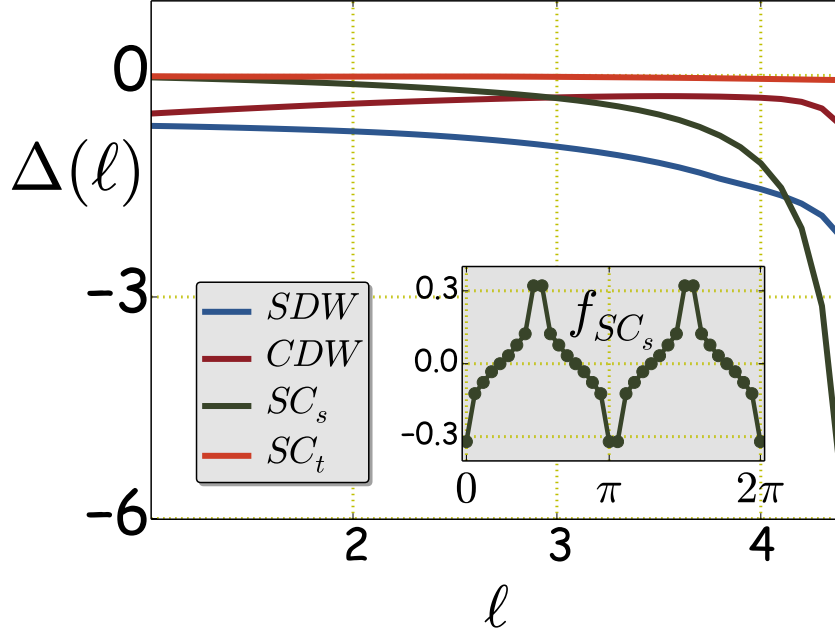 0
Δ(ℓ)
−3
−6
2 3 4
ℓ
SDW
CDW
SC_s
SC_t
0.3
0.0
−0.3
f_{SC_s}
0 π 2π